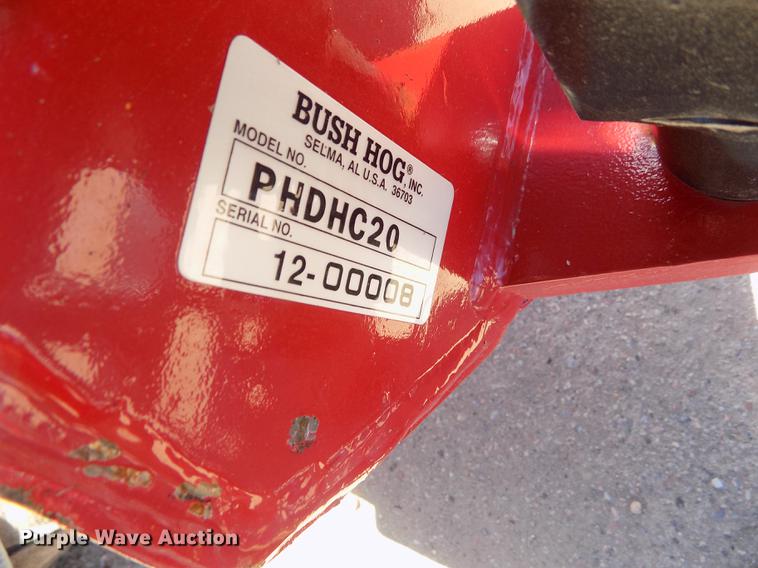 BUSH HOG®, INC.
SELMA, AL U.S.A. 36703
MODEL NO.
PHDHC20
SERIAL NO.
12-00008
Purple Wave Auction